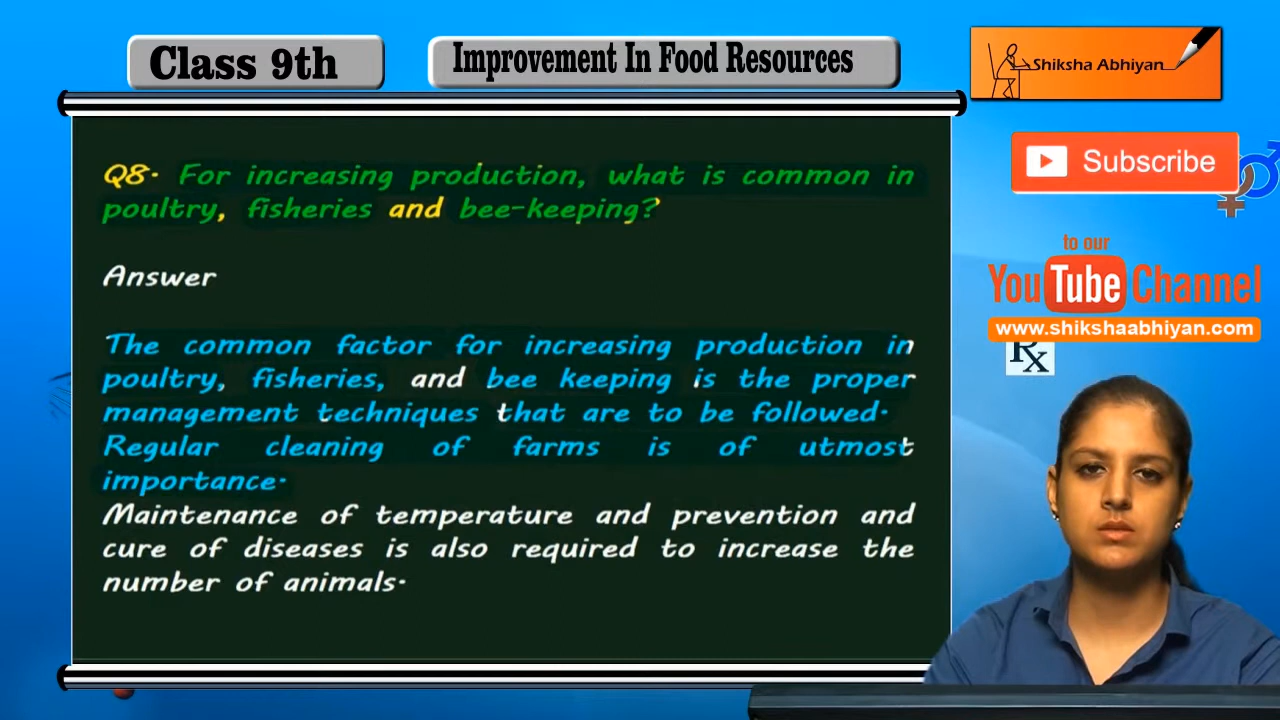 Class 9th
Improvement In Food Resources
Shiksha Abhiyan
Subscribe
to our
YouTube Channel
www.shikshaabhiyan.com
Rx
Q8. For increasing production, what is common in
poultry, fisheries and bee-keeping?
Answer
The common factor for increasing production in
poultry, fisheries, and bee keeping is the proper
management techniques that are to be followed.
Regular cleaning of farms is of utmost
importance.
Maintenance of temperature and prevention and
cure of diseases is also required to increase the
number of animals.